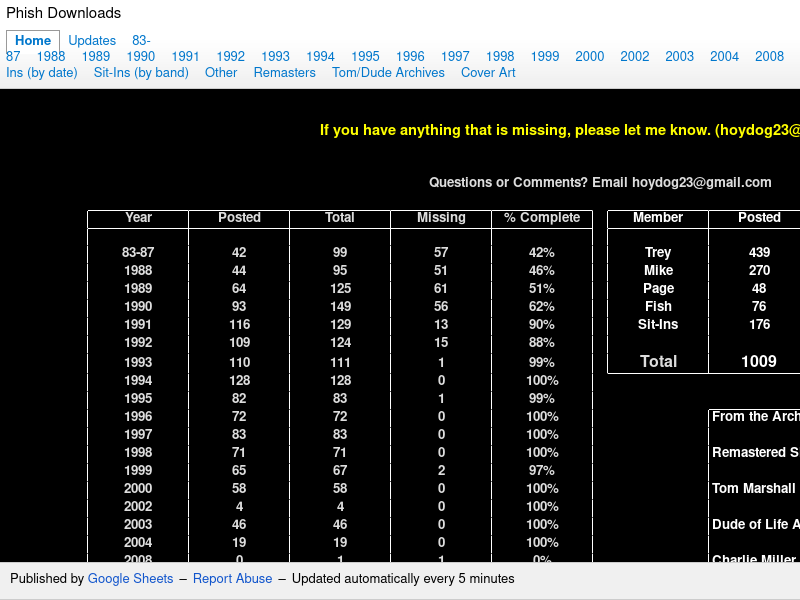 Phish Downloads
Home Updates 83-
87 1988 1989 1990 1991 1992 1993 1994 1995 1996 1997 1998 1999 2000 2002 2003 2004 2008
Ins (by date) Sit-Ins (by band) Other Remasters Tom/Dude Archives Cover Art
If you have anything that is missing, please let me know. (hoydog23@
Questions or Comments? Email hoydog23@gmail.com
Year Posted Total Missing % Complete Member Posted
83-87 42 99 57 42% Trey 439
1988 44 95 51 46% Mike 270
1989 64 125 61 51% Page 48
1990 93 149 56 62% Fish 76
1991 116 129 13 90% Sit-Ins 176
1992 109 124 15 88%
1993 110 111 1 99% Total 1009
1994 128 128 0 100%
1995 82 83 1 99%
1996 72 72 0 100% From the Arch
1997 83 83 0 100%
1998 71 71 0 100% Remastered S
1999 65 67 2 97%
2000 58 58 0 100% Tom Marshall
2002 4 4 0 100%
2003 46 46 0 100% Dude of Life A
2004 19 19 0 100%
2008 0 1 1 0% Charlie Miller
Published by Google Sheets – Report Abuse – Updated automatically every 5 minutes